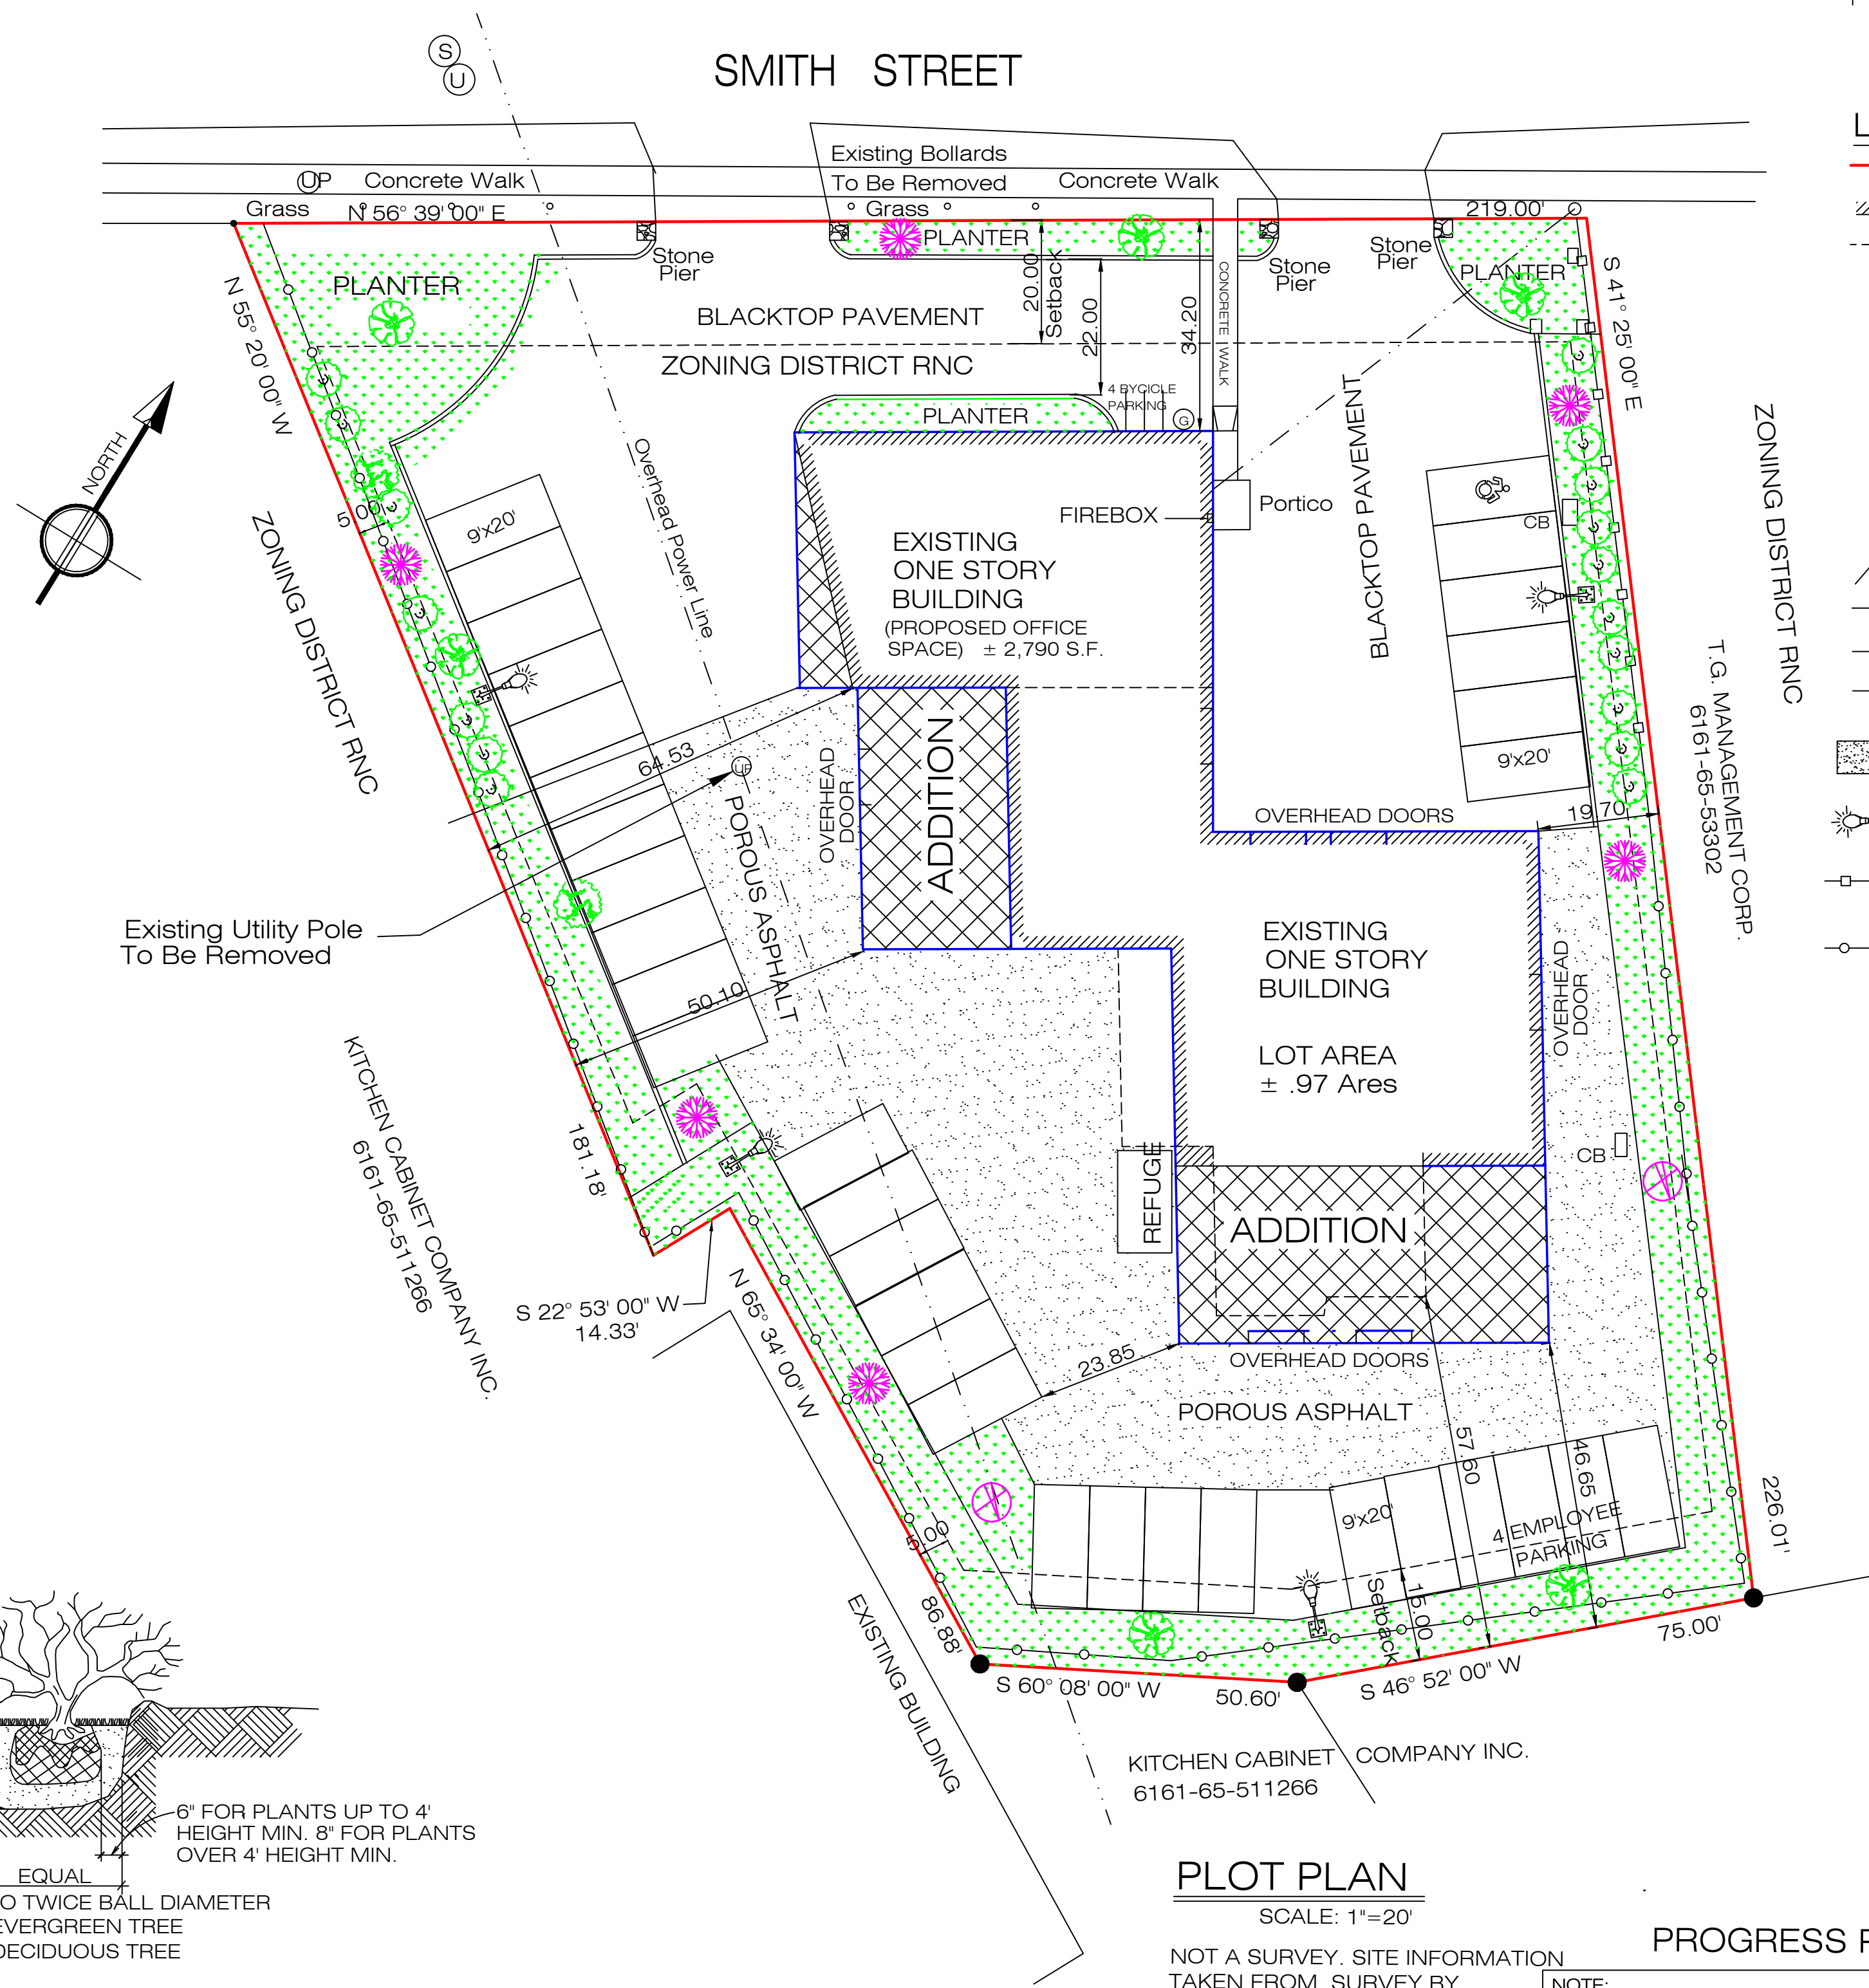 S
U
SMITH STREET
L
Existing Bollards
To Be Removed
UP
Concrete Walk
Concrete Walk
Grass
N 56° 39' 00" E
Grass
219.00'
PLANTER
Stone
Pier
Stone
Pier
Stone
Pier
PLANTER
PLANTER
BLACKTOP PAVEMENT
20.00
Setback
22.00
34.20
CONCRETE WALK
N 55° 20' 00" W
S 41° 25' 00" E
ZONING DISTRICT RNC
4 BYCICLE
PARKING
G
PLANTER
NORTH
Overhead Power Line
BLACKTOP PAVEMENT
ZONING DISTRICT RNC
5.00
9'x20'
FIREBOX
Portico
CB
EXISTING
ONE STORY
BUILDING
(PROPOSED OFFICE
SPACE) ± 2,790 S.F.
ZONING DISTRICT RNC
T.G. MANAGEMENT CORP.
6161-65-53302
64.53
UP
OVERHEAD
DOOR
ADDITION
9'x20'
OVERHEAD DOORS
19.70
POROUS ASPHALT
Existing Utility Pole
To Be Removed
EXISTING
ONE STORY
BUILDING
OVERHEAD
DOOR
50.10
LOT AREA
± .97 Ares
KITCHEN CABINET COMPANY INC.
6161-65-511266
181.18'
REFUGE
CB
ADDITION
S 22° 53' 00" W
14.33'
N 65° 34' 00" W
23.85
OVERHEAD DOORS
POROUS ASPHALT
57.60
46.65
9'x20'
4 EMPLOYEE
PARKING
226.01'
5.00
Setback
15.00
86.88'
EXISTING BUILDING
75.00'
S 60° 08' 00" W
50.60'
S 46° 52' 00" W
KITCHEN CABINET COMPANY INC.
6161-65-511266
6" FOR PLANTS UP TO 4'
HEIGHT MIN. 8" FOR PLANTS
OVER 4' HEIGHT MIN.
EQUAL
O TWICE BALL DIAMETER
EVERGREEN TREE
DECIDUOUS TREE
PLOT PLAN
SCALE: 1"=20'
NOT A SURVEY. SITE INFORMATION
TAKEN FROM SURVEY BY
PROGRESS
NOTE: